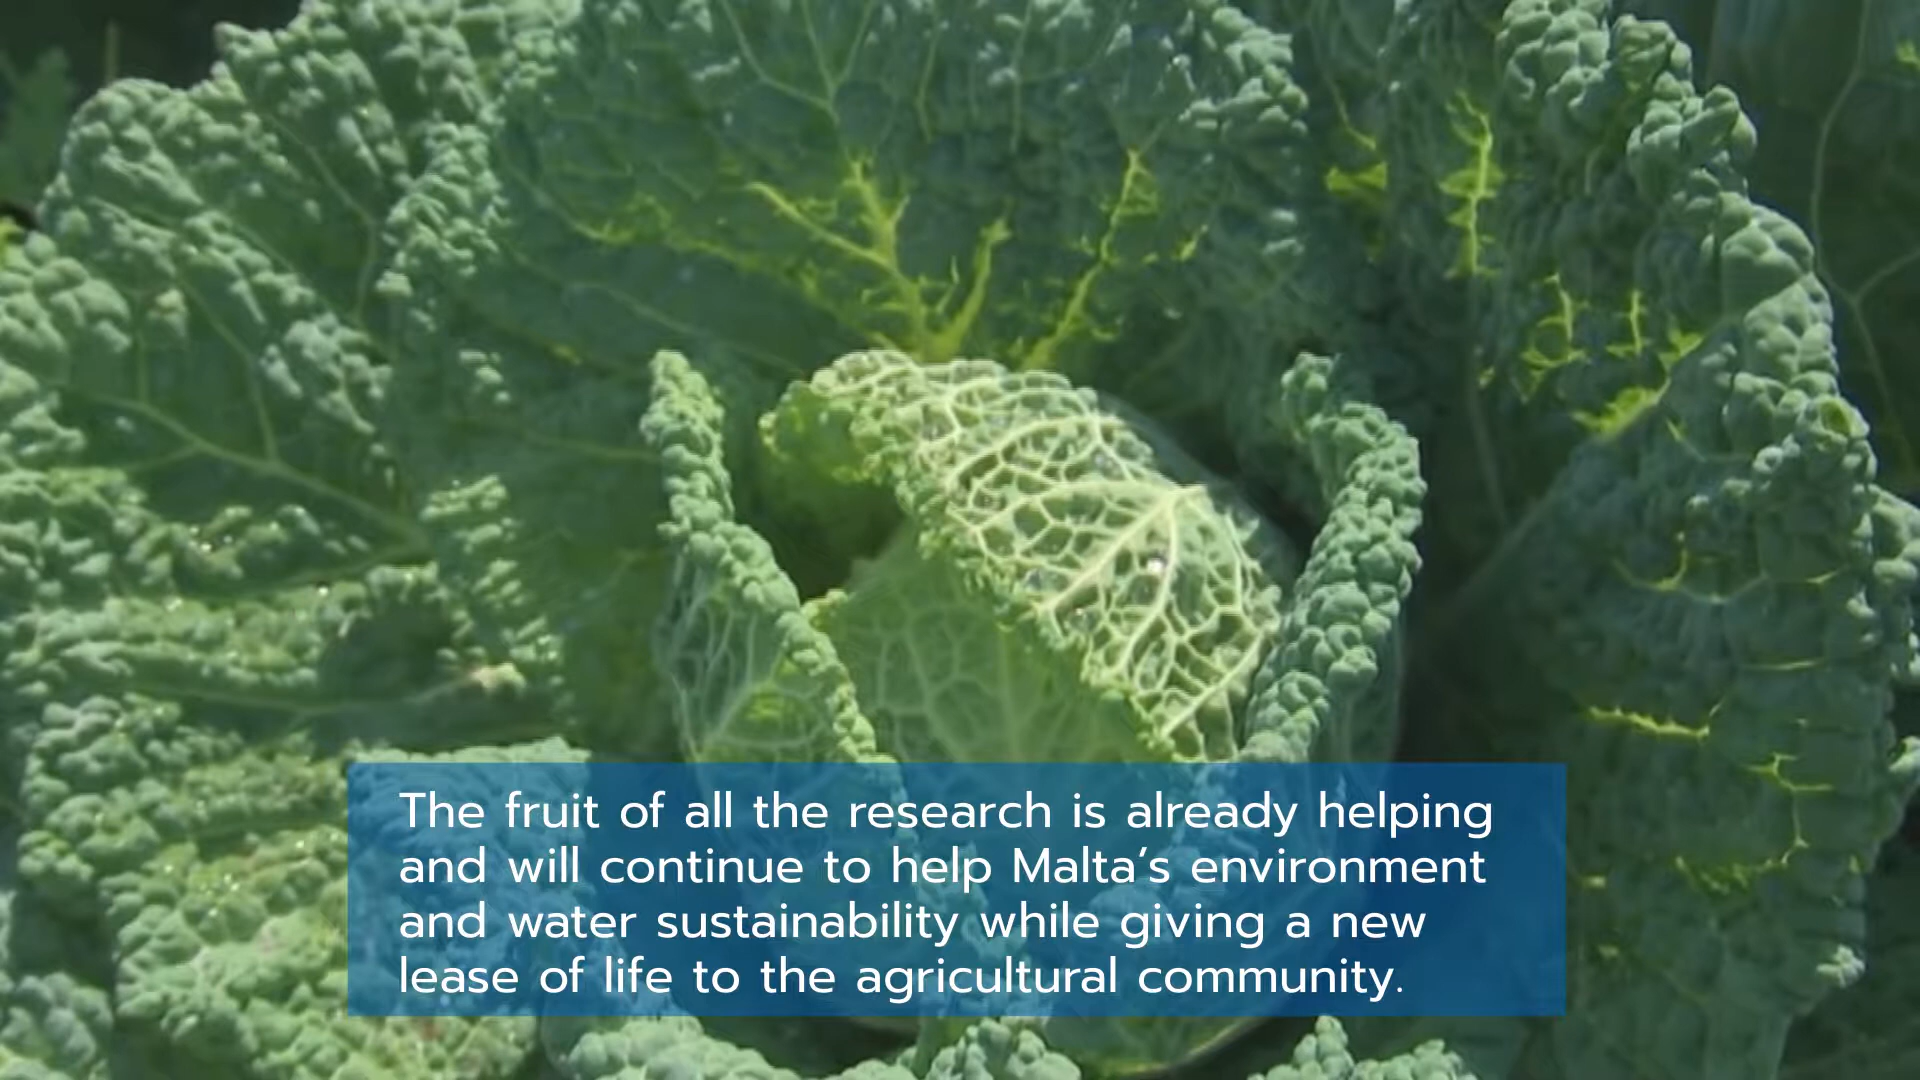 The fruit of all the research is already helping
and will continue to help Malta’s environment
and water sustainability while giving a new
lease of life to the agricultural community.